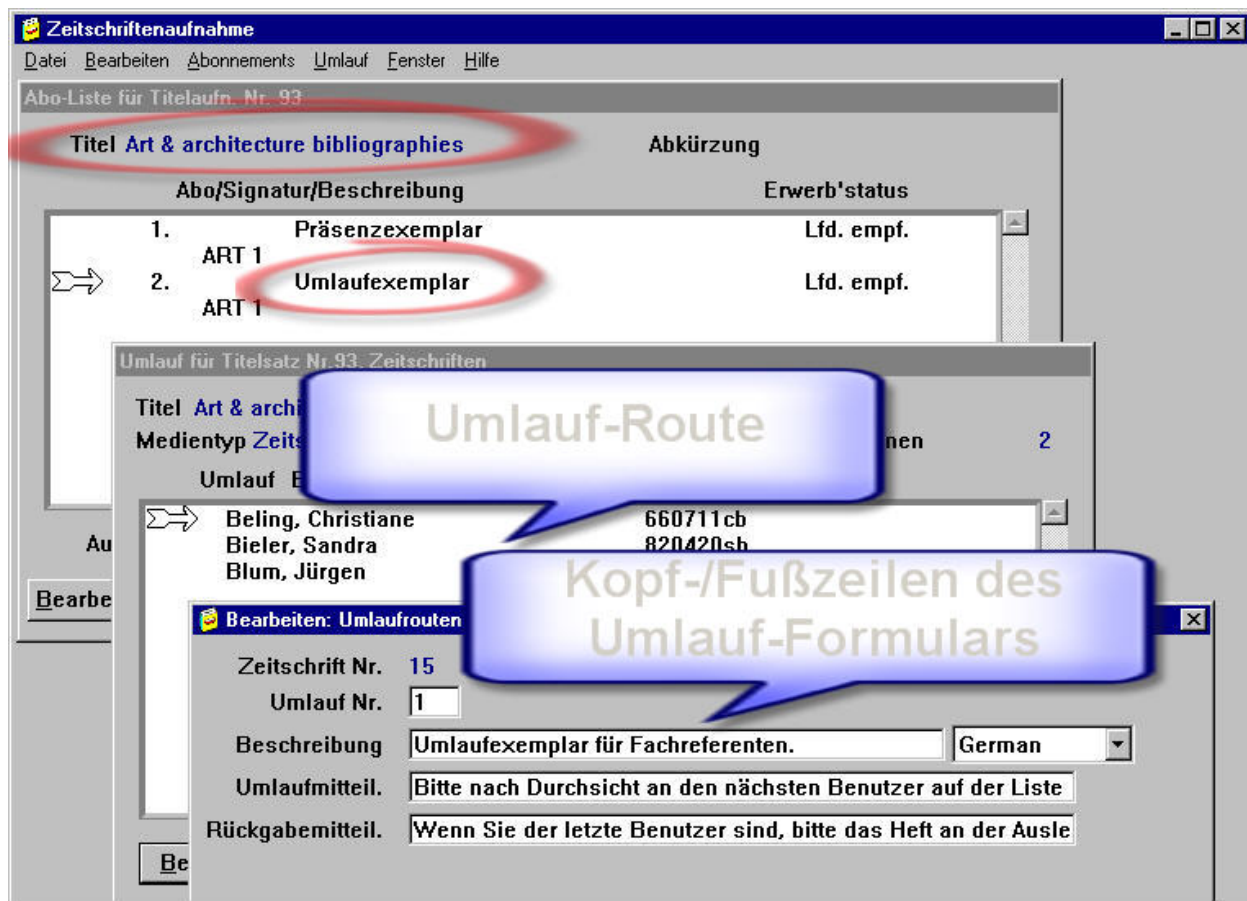 Zeitschriftenaufnahme
Datei Bearbeiten Abonnements Umlauf Fenster Hilfe
Abo-Liste für Titelaufn. Nr. 93
Titel Art & architecture bibliographies Abkürzung
Abo/Signatur/Beschreibung Erwerb'status
1. Präsenzexemplar Lfd. empf.
ART 1
2. Umlaufexemplar Lfd. empf.
ART 1
Umlauf für Titelsatz Nr.93, Zeitschriften
Umlauf-Route
Titel Art & archi
Medientyp Zeits nen 2
Umlauf
Beling, Christiane 660711cb
Bieler, Sandra 820420sb
Blum, Jürgen
Au
Bearbe
Kopf-/Fußzeilen des
Umlauf-Formulars
Bearbeiten: Umlaufrouten
Zeitschrift Nr. 15
Umlauf Nr. 1
Beschreibung Umlaufexemplar für Fachreferenten. German
Umlaufmitteil. Bitte nach Durchsicht an den nächsten Benutzer auf der Liste
Rückgabemitteil. Wenn Sie der letzte Benutzer sind, bitte das Heft an der Ausle
Be